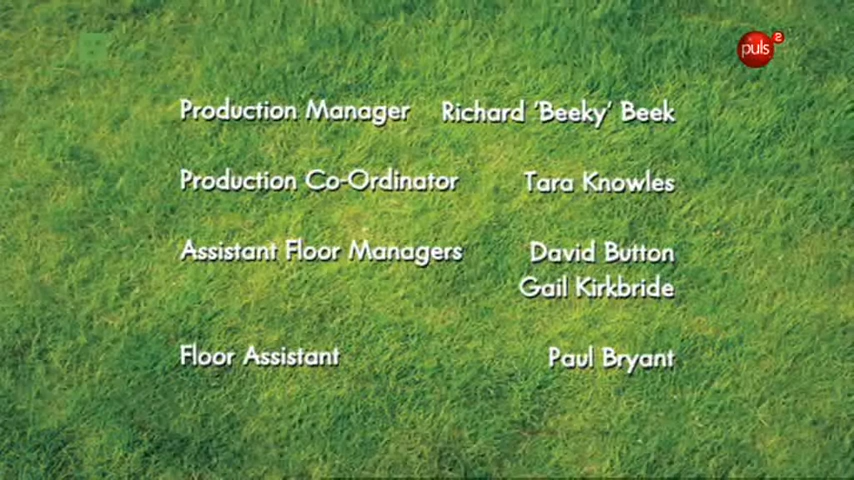 puls 2
Production Manager Richard 'Beeky' Beek
Production Co-Ordinator Tara Knowles
Assistant Floor Managers David Button
Gail Kirkbride
Floor Assistant Paul Bryant